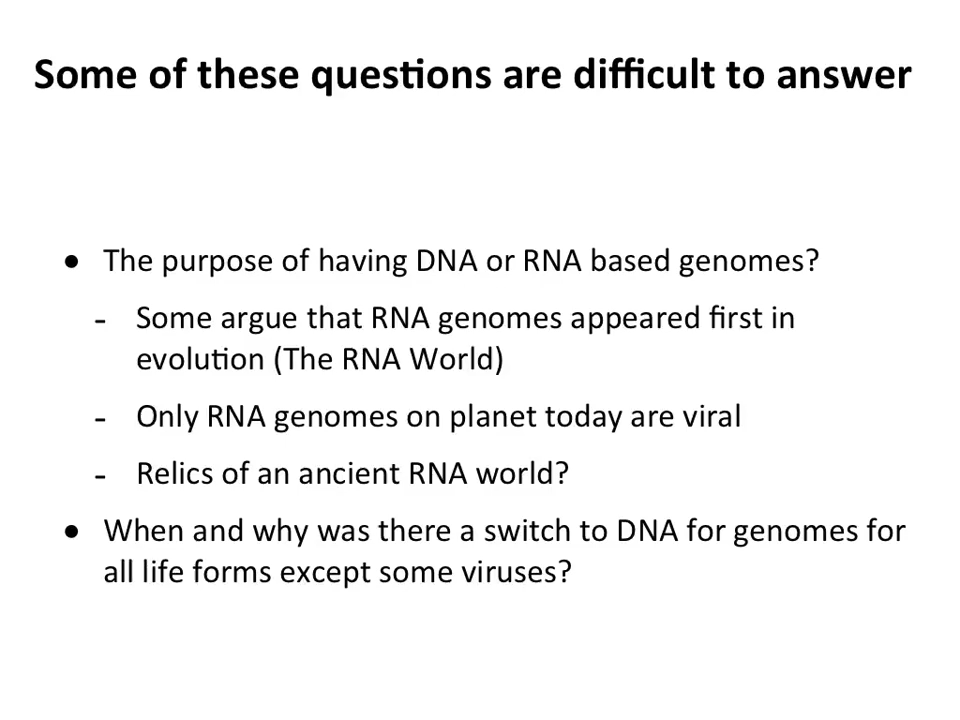 Some of these questions are difficult to answer
● The purpose of having DNA or RNA based genomes?
- Some argue that RNA genomes appeared first in
evolution (The RNA World)
- Only RNA genomes on planet today are viral
- Relics of an ancient RNA world?
● When and why was there a switch to DNA for genomes for
all life forms except some viruses?